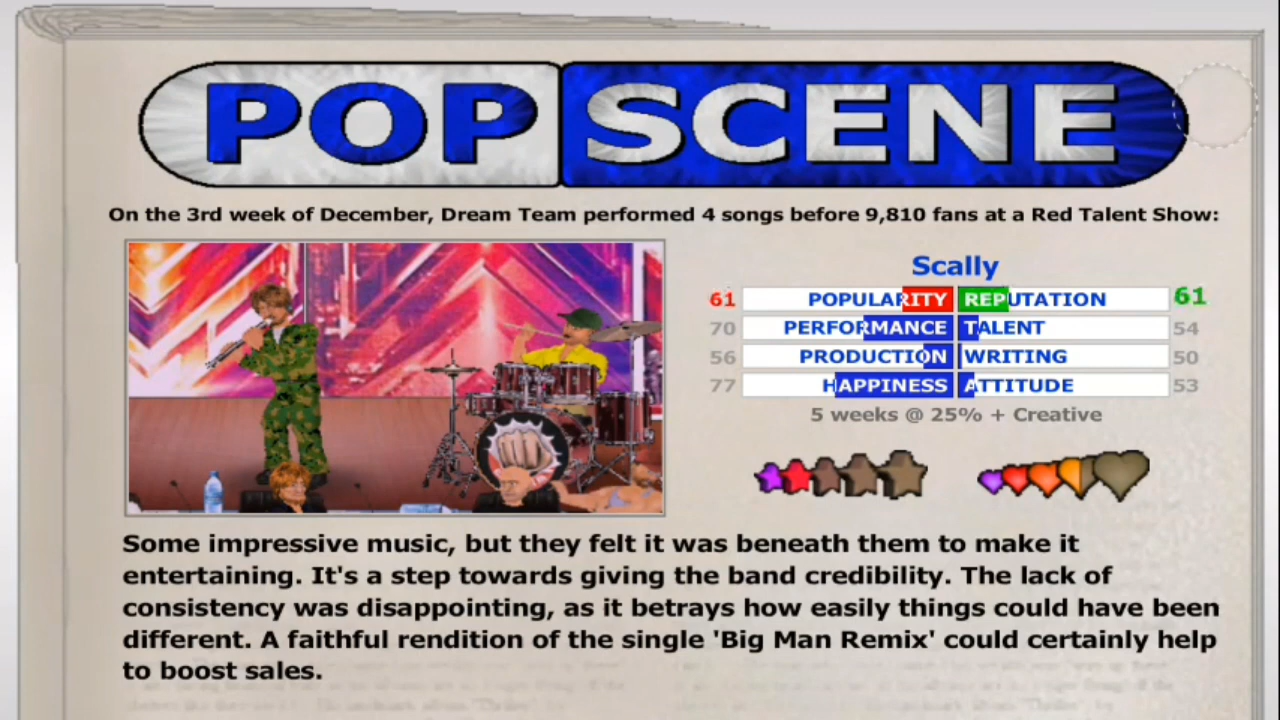 POP SCENE
On the 3rd week of December, Dream Team performed 4 songs before 9,810 fans at a Red Talent Show:
Scally
61 POPULARITY REPUTATION 61
70 PERFORMANCE TALENT 54
56 PRODUCTION WRITING 50
77 HAPPINESS ATTITUDE 53
5 weeks @ 25% + Creative
Some impressive music, but they felt it was beneath them to make it
entertaining. It's a step towards giving the band credibility. The lack of
consistency was disappointing, as it betrays how easily things could have been
different. A faithful rendition of the single 'Big Man Remix' could certainly help
to boost sales.